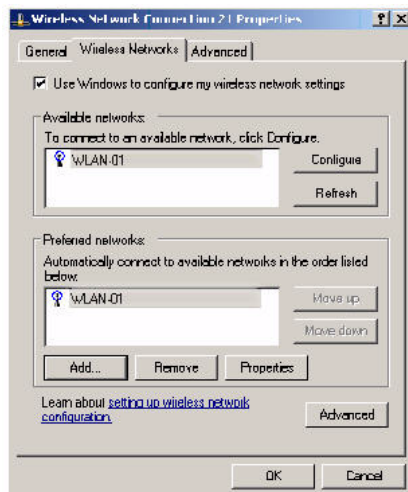 Wireless Network Connection 21 Properties
? X
General Wireless Networks Advanced
Use Windows to configure my wireless network settings
Available networks:
To connect to an available network, click Configure.
WLAN-01
Configure
Refresh
Preferred networks:
Automatically connect to available networks in the order listed
below:
WLAN-01
Move up
Move down
Add... Remove Properties
Learn about setting up wireless network
configuration.
Advanced
OK Cancel